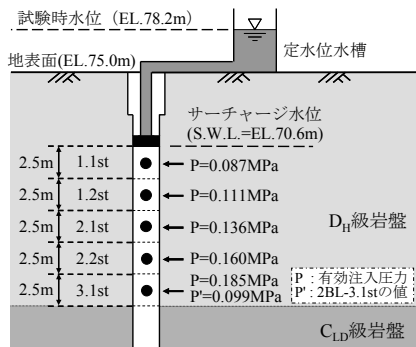 試験時水位（EL.78.2m）
定水位水槽
地表面(EL.75.0m)
サーチャージ水位
(S.W.L.=EL.70.6m)
2.5m 1.1st P=0.087MPa
2.5m 1.2st P=0.111MPa
2.5m 2.1st P=0.136MPa
D_H級岩盤
2.5m 2.2st P=0.160MPa
2.5m 3.1st P=0.185MPa
P'=0.099MPa
P : 有効注入圧力
P' : 2BL-3.1stの値
C_LD級岩盤